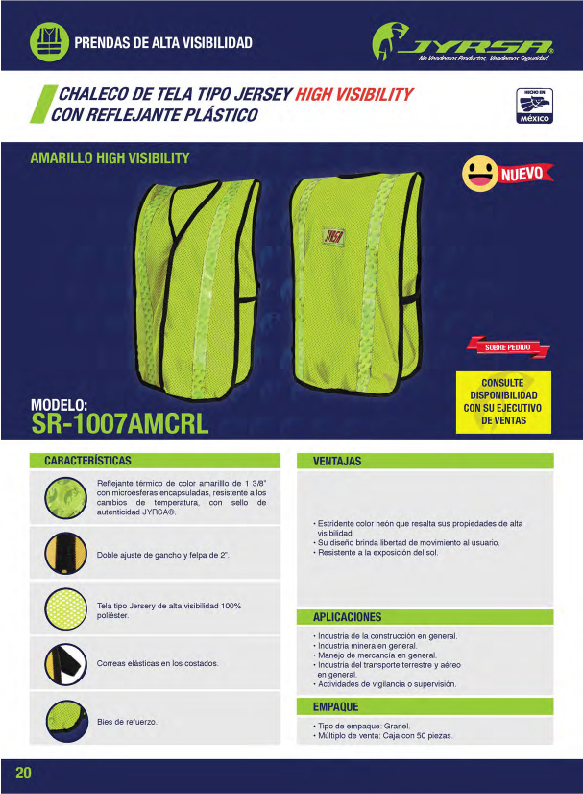 PRENDAS DE ALTA VISIBILIDAD
JYRSA®
No Vendemos Productos, Vendemos Seguridad
CHALECO DE TELA TIPO JERSEY HIGH VISIBILITY
CON REFLEJANTE PLÁSTICO
HECHO EN
MÉXICO
AMARILLO HIGH VISIBILITY
NUEVO
JYRSA
SOBRE PEDIDO
CONSULTE
DISPONIBILIDAD
CON SU EJECUTIVO
DE VENTAS
MODELO:
SR-1007AMCRL
CARACTERÍSTICAS
Reflejante térmico de color amarillo de 1 3/8"
con microesferas encapsuladas, resistente a los
cambios de temperatura, con sello de
autenticidad JYRSA®.
Doble ajuste de gancho y felpa de 2".
Tela tipo Jersery de alta visibilidad 100%
poliéster.
Correas elásticas en los costados.
Bies de refuerzo.
VENTAJAS
• Estridente color neón que resalta sus propiedades de alta
visibilidad
• Su diseño brinda libertad de movimiento al usuario.
• Resistente a la exposición del sol.
APLICACIONES
• Industria de la construcción en general.
• Industria minera en general.
• Manejo de mercancía en general.
• Industria del transporte terrestre y aéreo
en general.
• Actividades de vigilancia o supervisión.
EMPAQUE
• Tipo de empaque: Granel.
• Múltiplo de venta: Caja con 50 piezas.
20